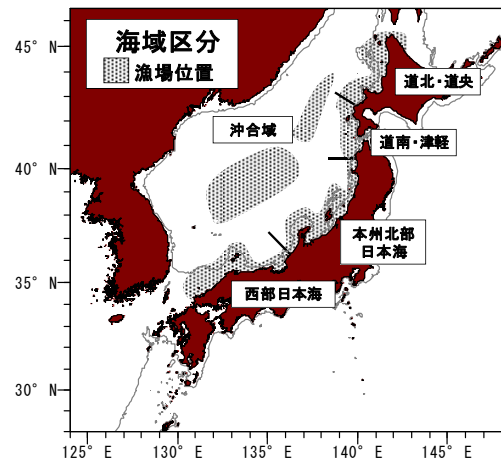 海域区分
漁場位置
道北・道央
沖合域
道南・津軽
本州北部
日本海
西部日本海
45° N
40° N
35° N
30° N
125° E
130° E
135° E
140° E
145° E